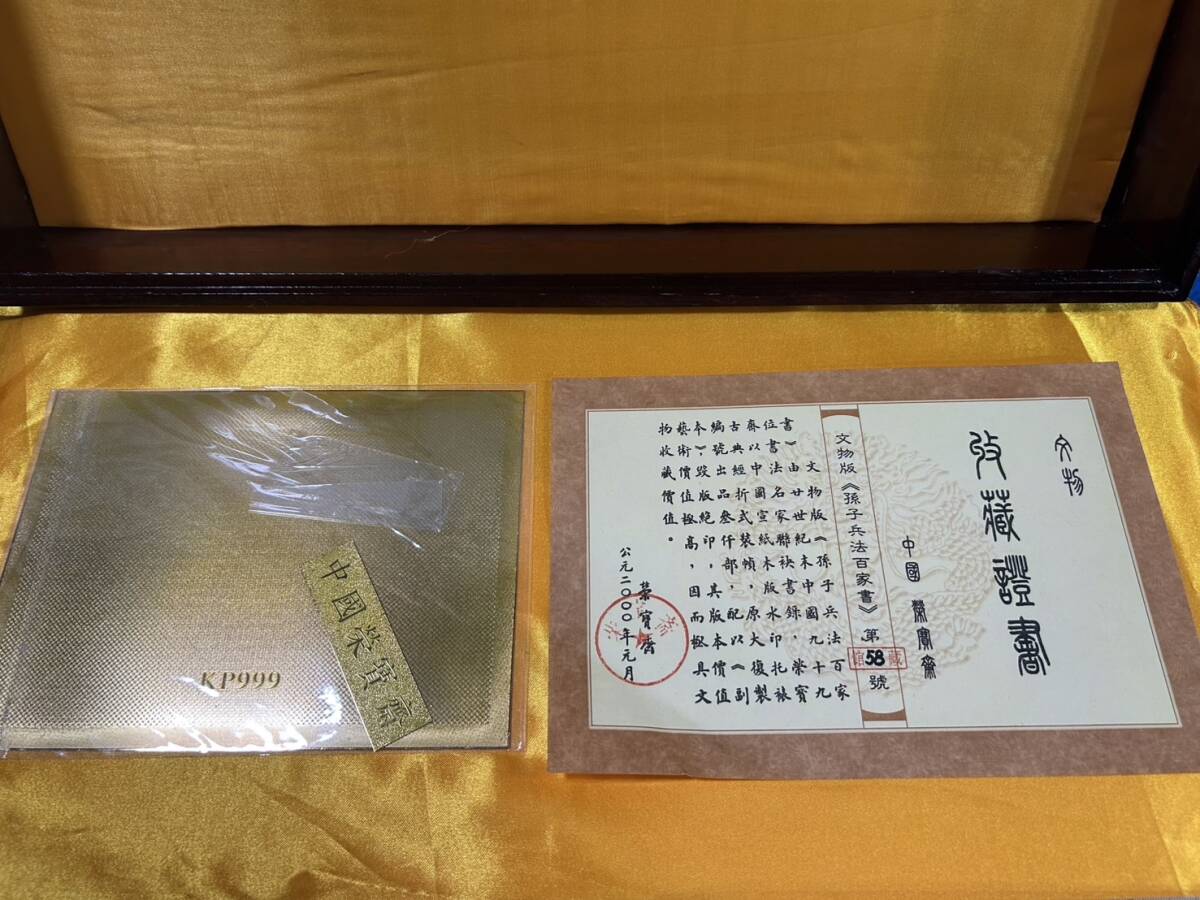 中國榮寶齋
KP999
文物
收藏證書
中國 榮寶齋
文物版《孫子兵法百家書》第58號
文物版《孫子兵法百家
書》由廿世紀末中國九十九
位書法名家聯袂書錄,榮寶
齋以中國宣紙木版水印,托裱
古典經折式裝幀,原大復製
編號出品叁仟部,配以《副
本》,毀版絕印,其版本價值
藝術價值極高,因而極具文
物收藏價值。
榮寶齋
公元二〇〇〇年元月